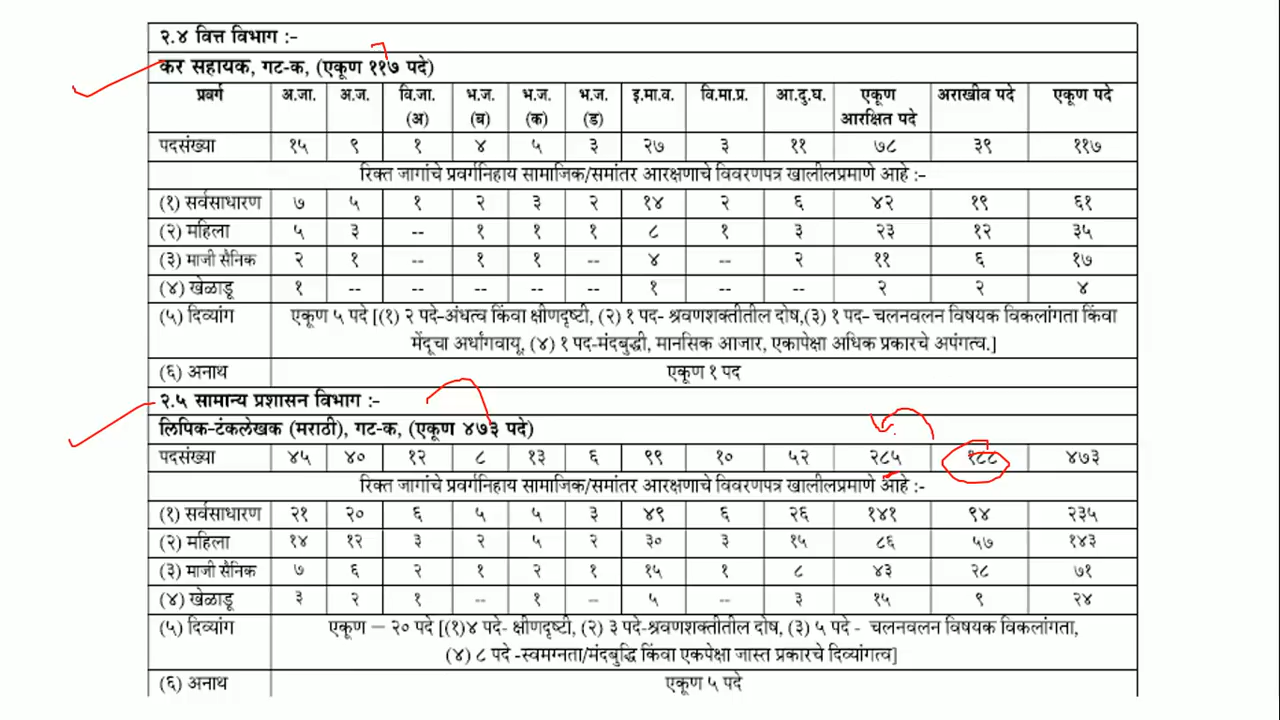 २.४ वित्त विभाग :-
कर सहायक, गट-क, (एकूण ११७ पदे)
प्रवर्ग अ.जा. अ.ज. वि.जा. (अ) भ.ज. (ब) भ.ज. (क) भ.ज. (ड) इ.मा.व. वि.मा.प्र. आ.दु.घ. एकूण आरक्षित पदे अराखीव पदे एकूण पदे
पदसंख्या १५ ९ १ ४ ५ ३ २७ ३ ११ ७८ ३९ ११७
रिक्त जागांचे प्रवर्गनिहाय सामाजिक/समांतर आरक्षणाचे विवरणपत्र खालीलप्रमाणे आहे :-
(१) सर्वसाधारण ७ ५ १ २ ३ २ १४ २ ६ ४२ १९ ६१
(२) महिला ५ ३ -- १ १ १ ८ १ ३ २३ १२ ३५
(३) माजी सैनिक २ १ -- १ १ -- ४ -- २ ११ ६ १७
(४) खेळाडू १ -- -- -- -- -- १ -- -- २ २ ४
(५) दिव्यांग एकूण ५ पदे [(१) २ पदे-अंधत्व किंवा क्षीणदृष्टी, (२) १ पद- श्रवणशक्तीतील दोष,(३) १ पद- चलनवलन विषयक विकलांगता किंवा
मेंदूचा अर्धांगवायू, (४) १ पद-मंदबुद्धी, मानसिक आजार, एकापेक्षा अधिक प्रकारचे अपंगत्व.]
(६) अनाथ एकूण १ पद
२.५ सामान्य प्रशासन विभाग :-
लिपिक-टंकलेखक (मराठी), गट-क, (एकूण ४७३ पदे)
पदसंख्या ४५ ४० १२ ८ १३ ६ ९९ १० ५२ २८५ १८८ ४७३
रिक्त जागांचे प्रवर्गनिहाय सामाजिक/समांतर आरक्षणाचे विवरणपत्र खालीलप्रमाणे आहे :-
(१) सर्वसाधारण २१ २० ६ ५ ५ ३ ४९ ६ २६ १४१ ९४ २३५
(२) महिला १४ १२ ३ २ ५ २ ३० ३ १५ ८६ ५७ १४३
(३) माजी सैनिक ७ ६ २ १ २ १ १५ १ ८ ४३ २८ ७१
(४) खेळाडू ३ २ १ -- १ -- ५ -- ३ १५ ९ २४
(५) दिव्यांग एकूण – २० पदे [(१)४ पदे- क्षीणदृष्टी, (२) ३ पदे-श्रवणशक्तीतील दोष, (३) ५ पदे - चलनवलन विषयक विकलांगता,
(४) ८ पदे -स्वमग्नता/मंदबुद्धि किंवा एकपेक्षा जास्त प्रकारचे दिव्यांगत्व]
(६) अनाथ एकूण ५ पदे